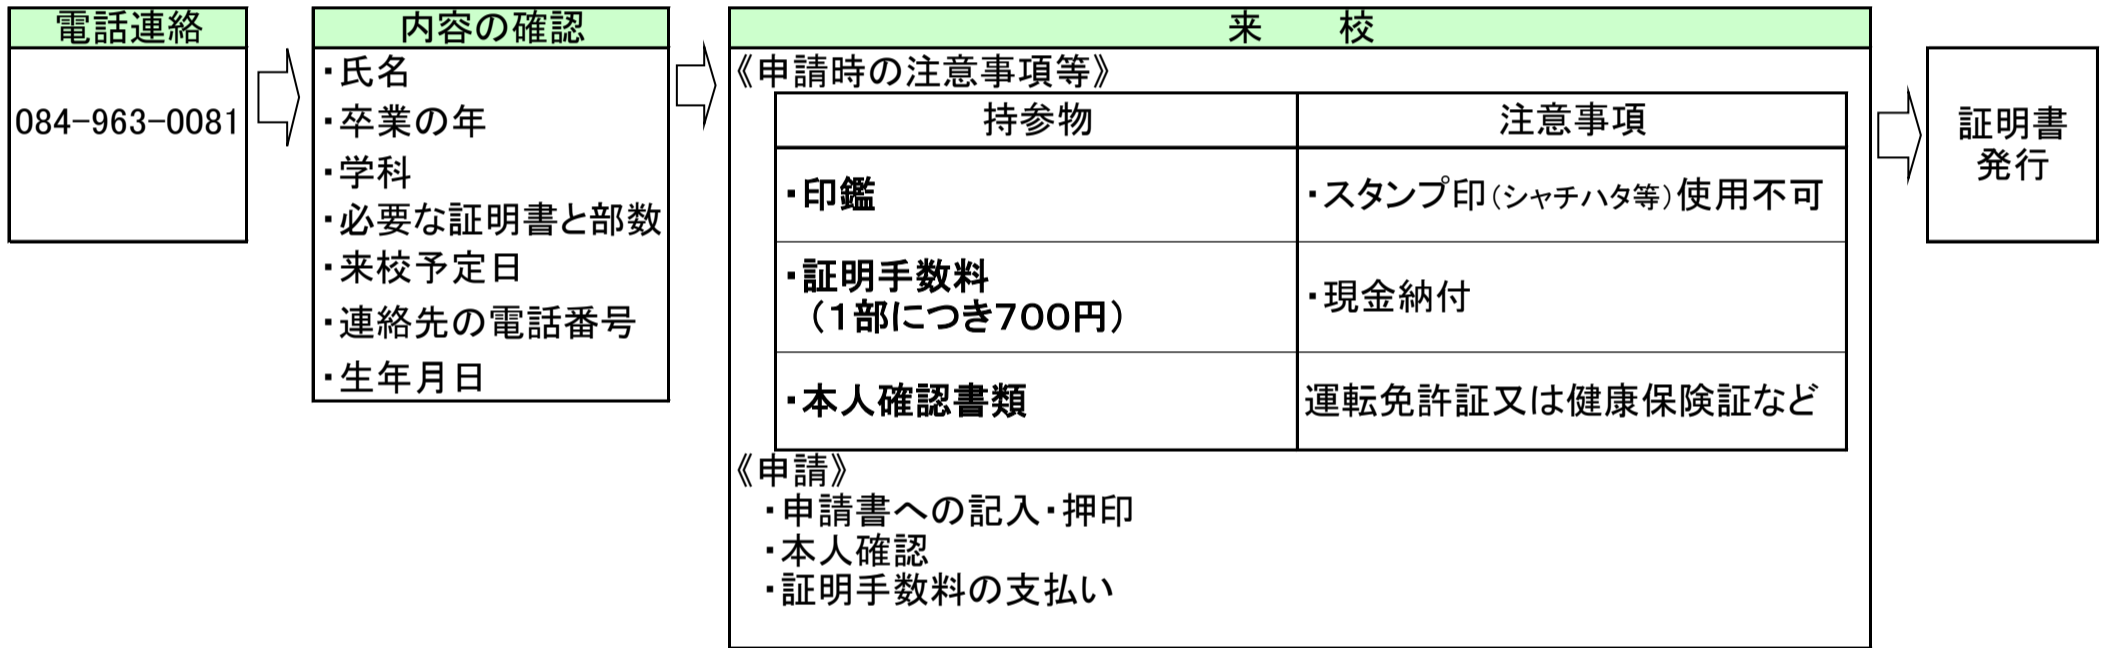 電話連絡
084-963-0081
内容の確認
・氏名
・卒業の年
・学科
・必要な証明書と部数
・来校予定日
・連絡先の電話番号
・生年月日
来　　校
《申請時の注意事項等》
持参物
注意事項
・印鑑
・スタンプ印（シャチハタ等）使用不可
・証明手数料
（１部につき７００円）
・現金納付
・本人確認書類
運転免許証又は健康保険証など
《申請》
・申請書への記入・押印
・本人確認
・証明手数料の支払い
証明書
発行